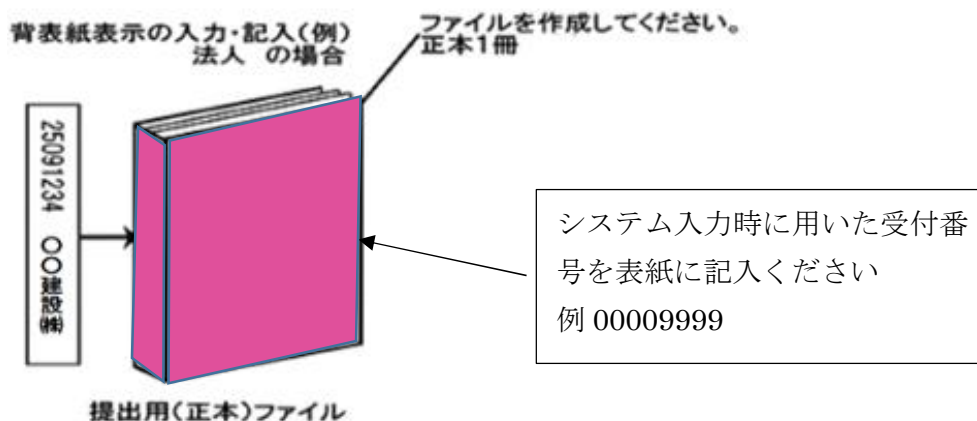 背表紙表示の入力・記入(例)
法人 の場合
ファイルを作成してください。
正本1冊
25091234 〇〇建設㈱
システム入力時に用いた受付番
号を表紙に記入ください
例 00009999
提出用(正本)ファイル